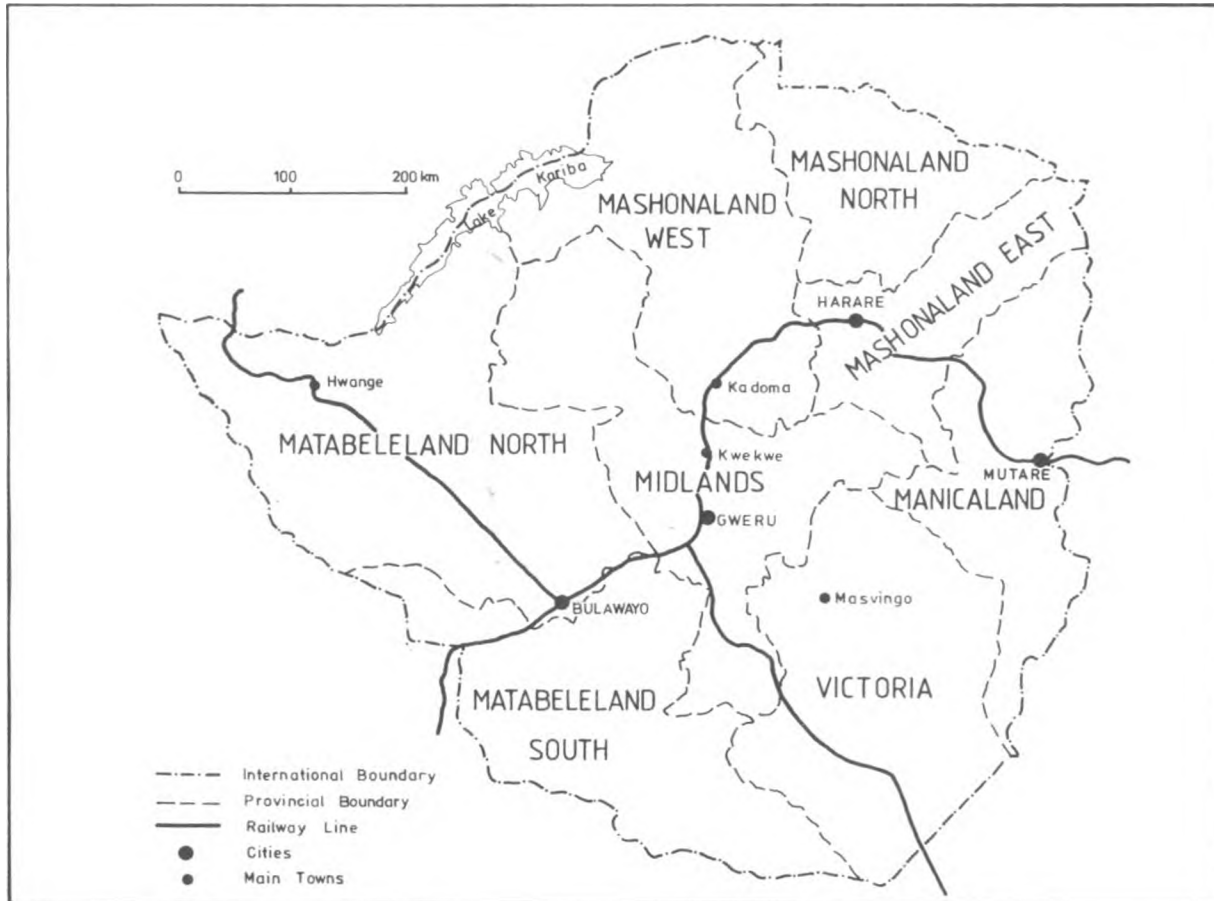 MASHONALAND
NORTH
0 100 200 km
Lake Kariba
MASHONALAND
WEST
MASHONALAND EAST
HARARE
Hwange
Kadoma
MATABELELAND NORTH
Kwekwe
MIDLANDS
MUTARE
MANICALAND
GWERU
BULAWAYO
Masvingo
VICTORIA
MATABELELAND
SOUTH
International Boundary
Provincial Boundary
Railway Line
Cities
Main Towns